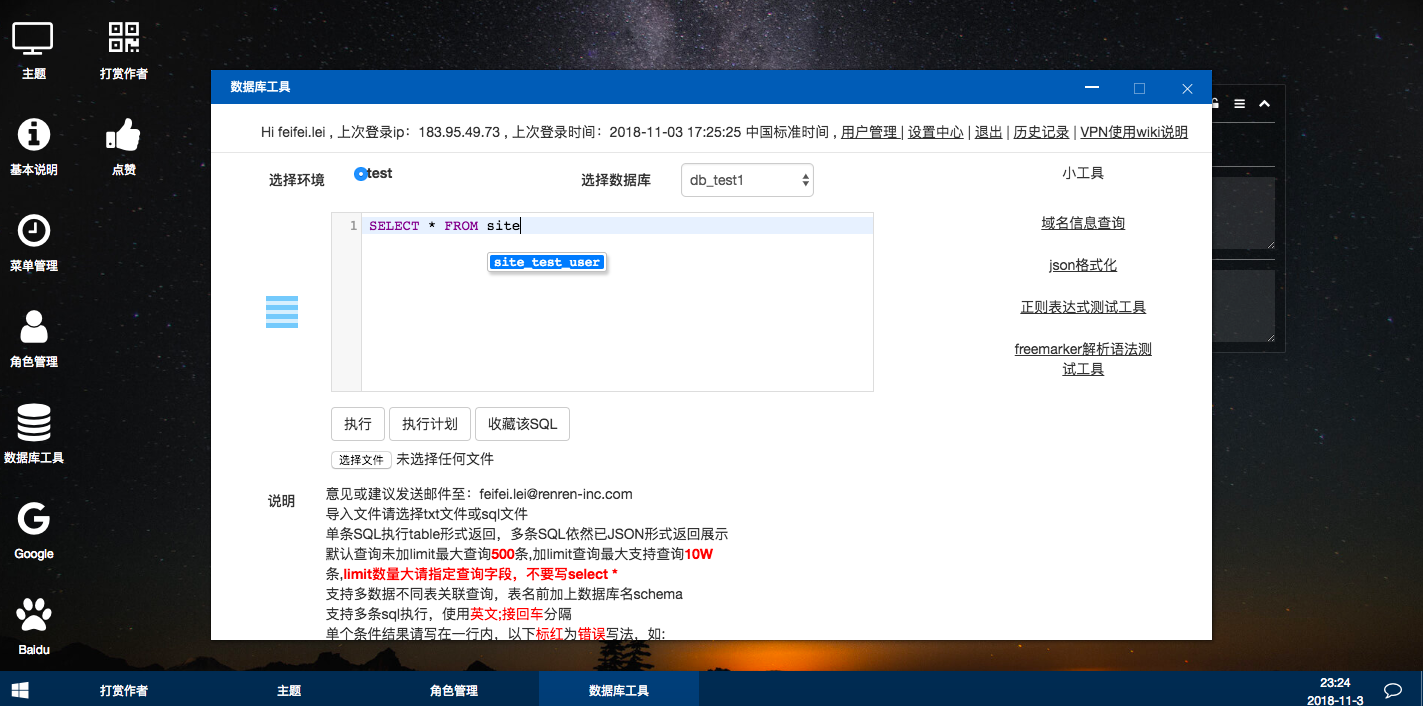 主题
打赏作者
基本说明
点赞
菜单管理
角色管理
数据库工具
Google
Baidu
数据库工具
Hi feifei.lei , 上次登录ip：183.95.49.73 , 上次登录时间：2018-11-03 17:25:25 中国标准时间 , 用户管理 | 设置中心 | 退出 | 历史记录 | VPN使用wiki说明
选择环境
test
选择数据库
db_test1
1 SELECT * FROM site
site_test_user
执行
执行计划
收藏该SQL
选择文件 未选择任何文件
说明
意见或建议发送邮件至：feifei.lei@renren-inc.com
导入文件请选择txt文件或sql文件
单条SQL执行table形式返回，多条SQL依然已JSON形式返回展示
默认查询未加limit最大查询500条,加limit查询最大支持查询10W
条,limit数量大请指定查询字段，不要写select *
支持多数据不同表关联查询，表名前加上数据库名schema
支持多条sql执行，使用英文;接回车分隔
单个条件结果请写在一行内，以下标红为错误写法，如:
小工具
域名信息查询
json格式化
正则表达式测试工具
freemarker解析语法测
试工具
打赏作者
主题
角色管理
数据库工具
23:24
2018-11-3